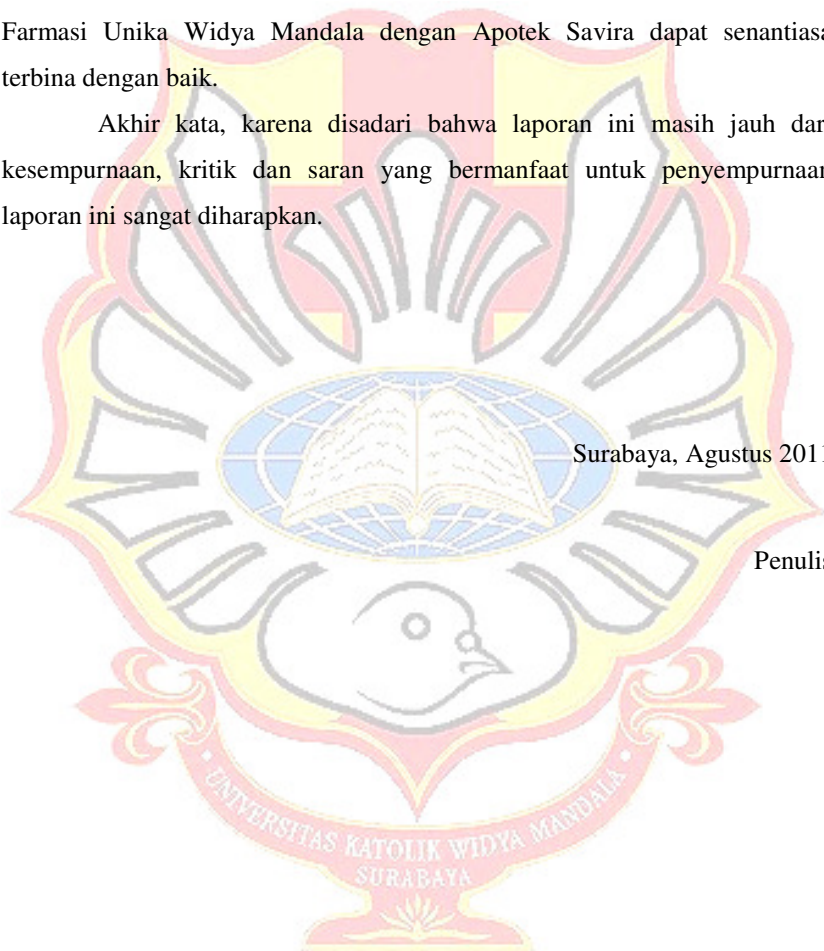 Farmasi Unika Widya Mandala dengan Apotek Savira dapat senantiasa
terbina dengan baik.
Akhir kata, karena disadari bahwa laporan ini masih jauh dari
kesempurnaan, kritik dan saran yang bermanfaat untuk penyempurnaan
laporan ini sangat diharapkan.
Surabaya, Agustus 2011
Penulis
UNIVERSITAS KATOLIK WIDYA MANDALA
SURABAYA